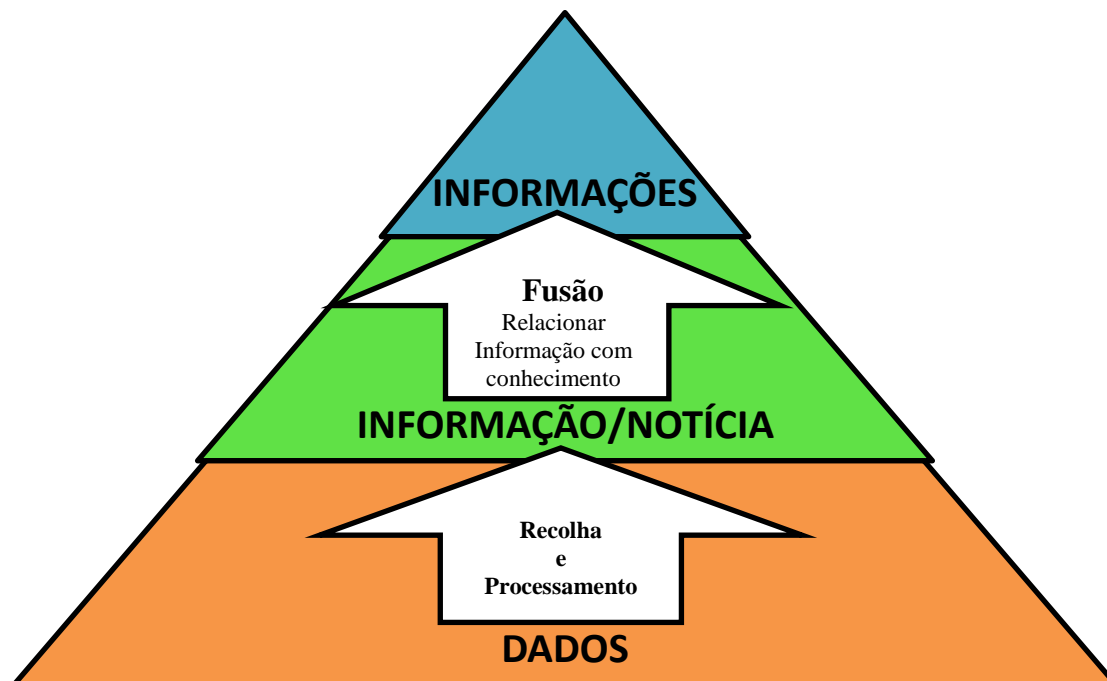 INFORMAÇÕES
Fusão
Relacionar
Informação com
conhecimento
INFORMAÇÃO/NOTÍCIA
Recolha
e
Processamento
DADOS